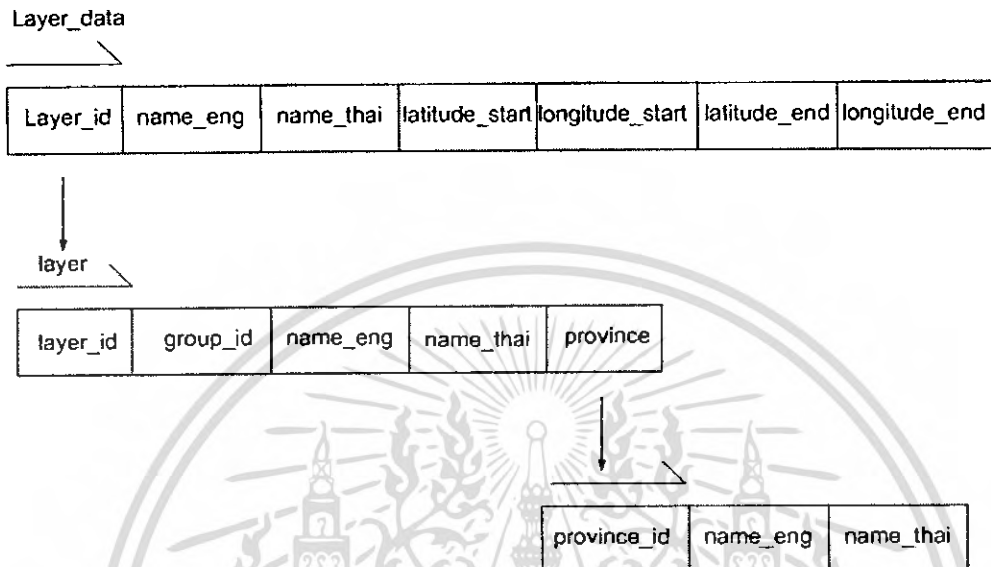 Layer_data
Layer_id name_eng name_thai latitude_start longitude_start latitude_end longitude_end
layer
layer_id group_id name_eng name_thai province
province_id name_eng name_thai